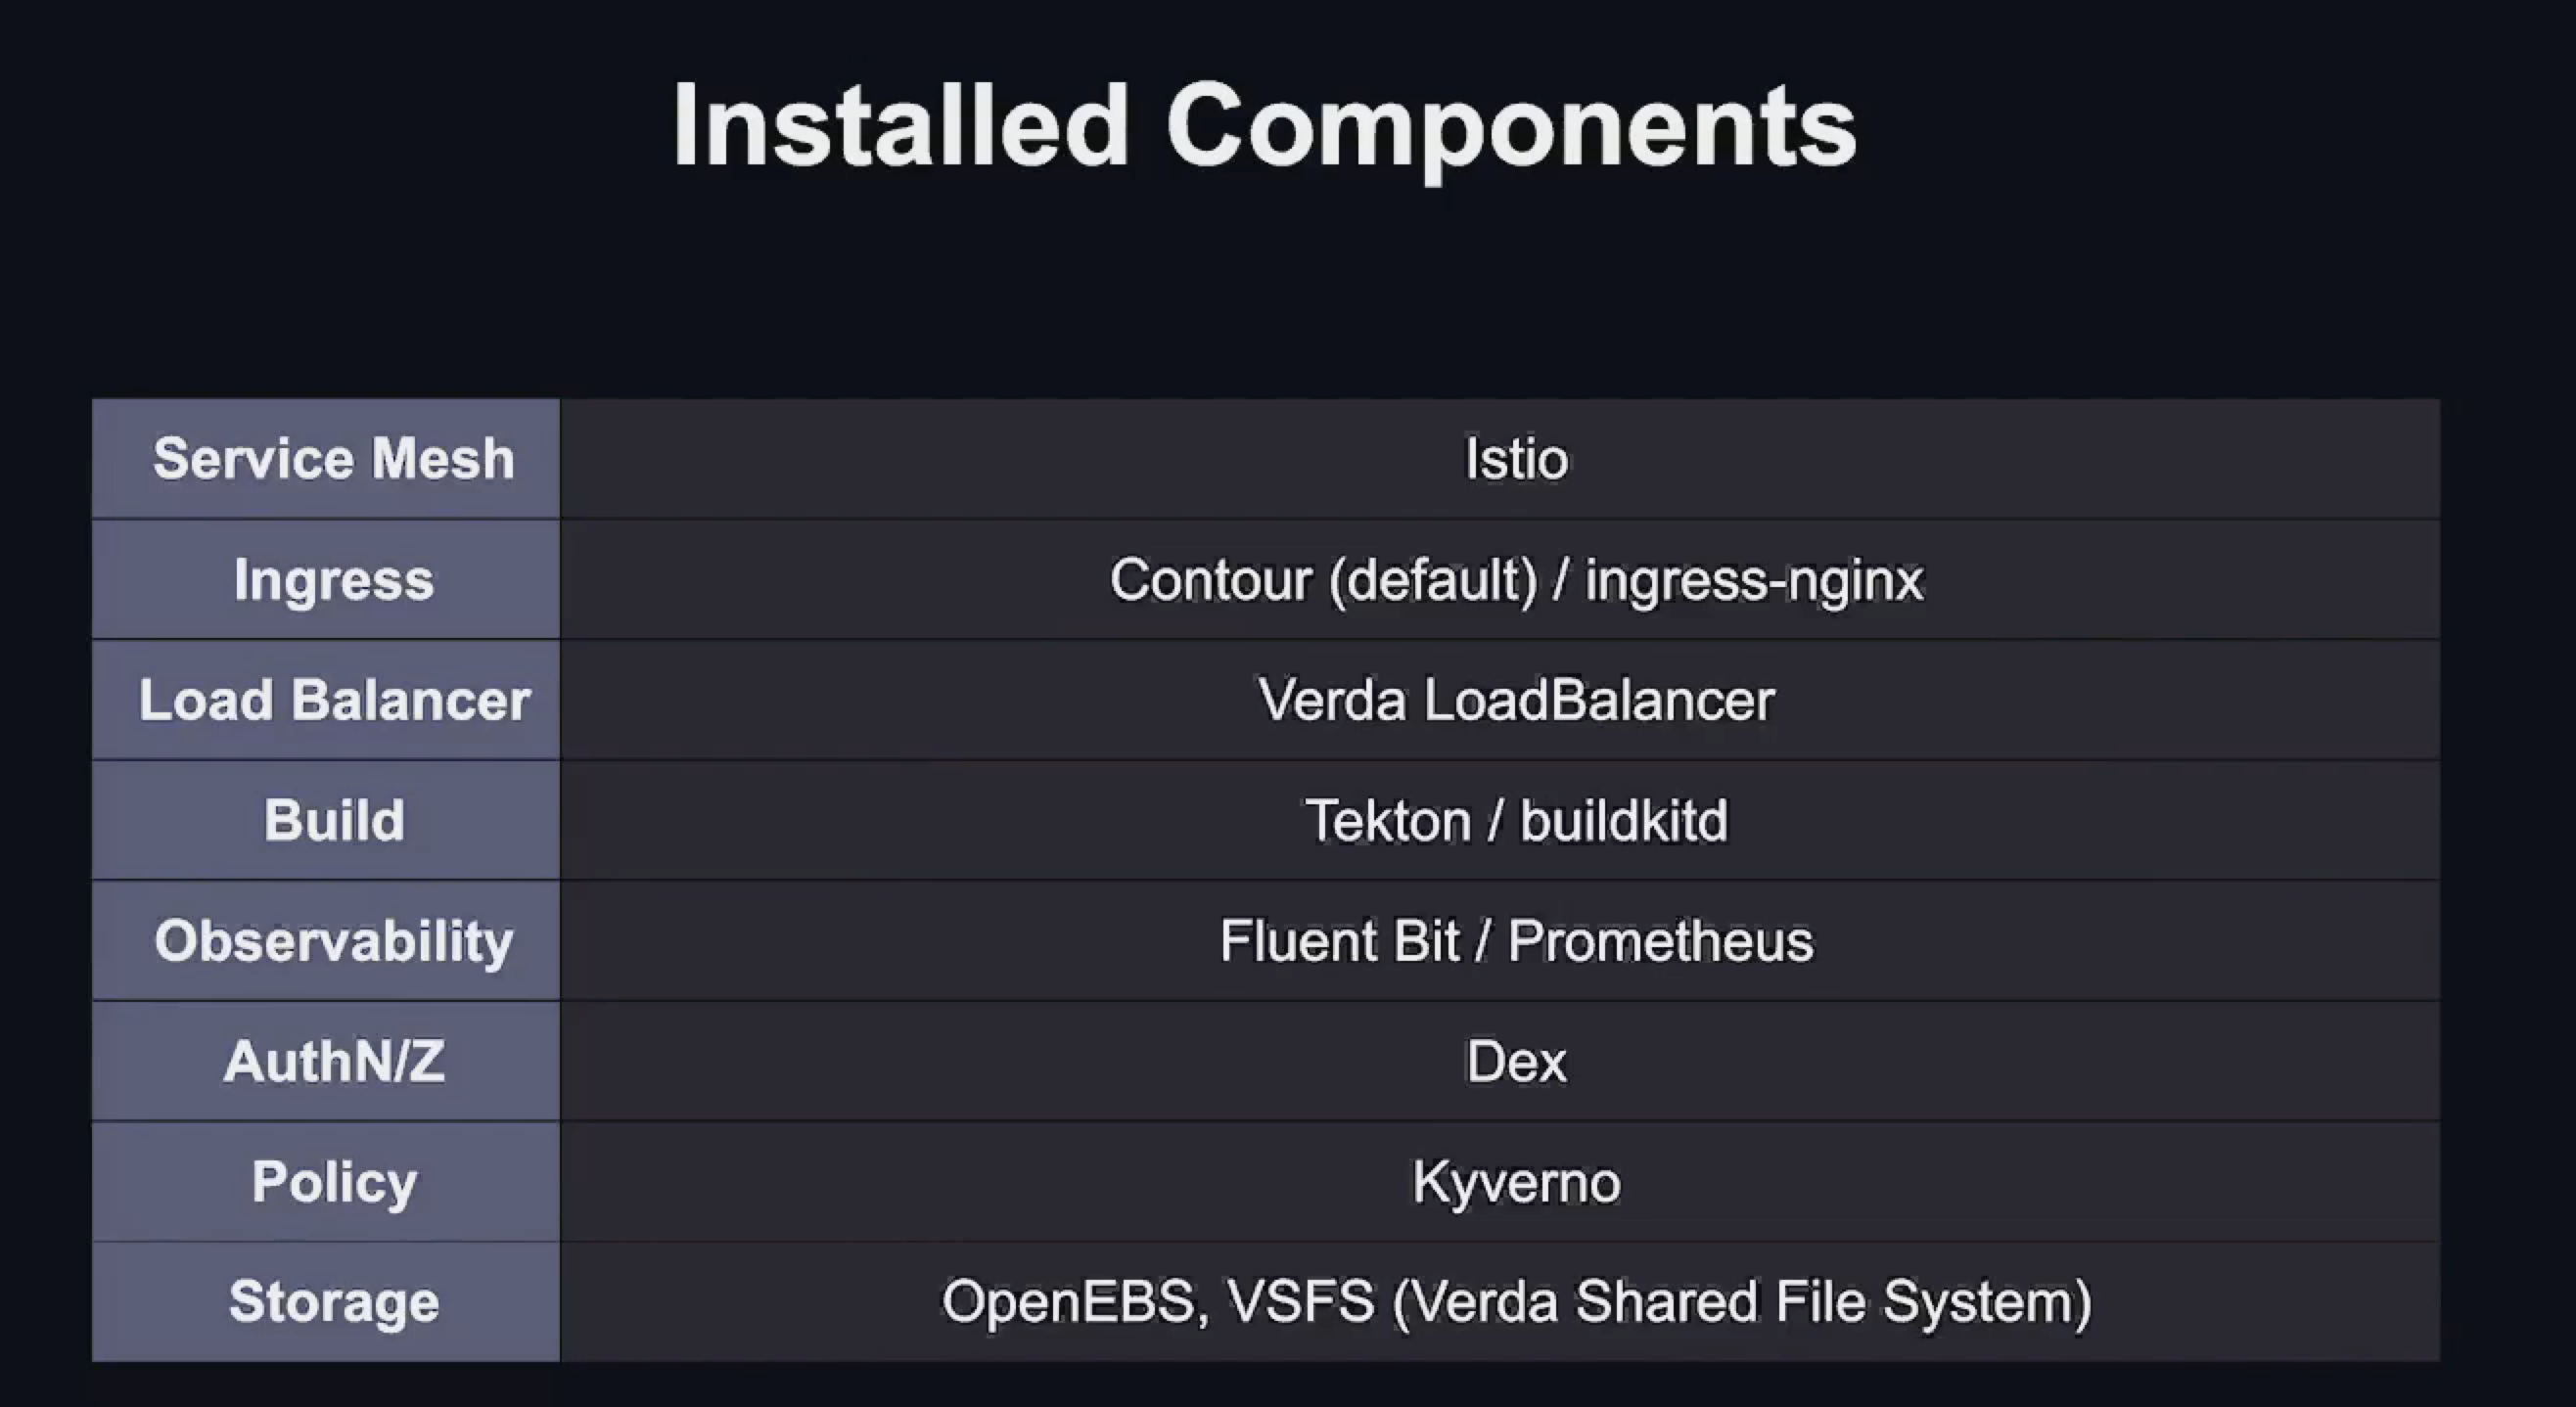 Installed Components
Service Mesh
Istio
Ingress
Contour (default) / ingress-nginx
Load Balancer
Verda LoadBalancer
Build
Tekton / buildkitd
Observability
Fluent Bit / Prometheus
AuthN/Z
Dex
Policy
Kyverno
Storage
OpenEBS, VSFS (Verda Shared File System)